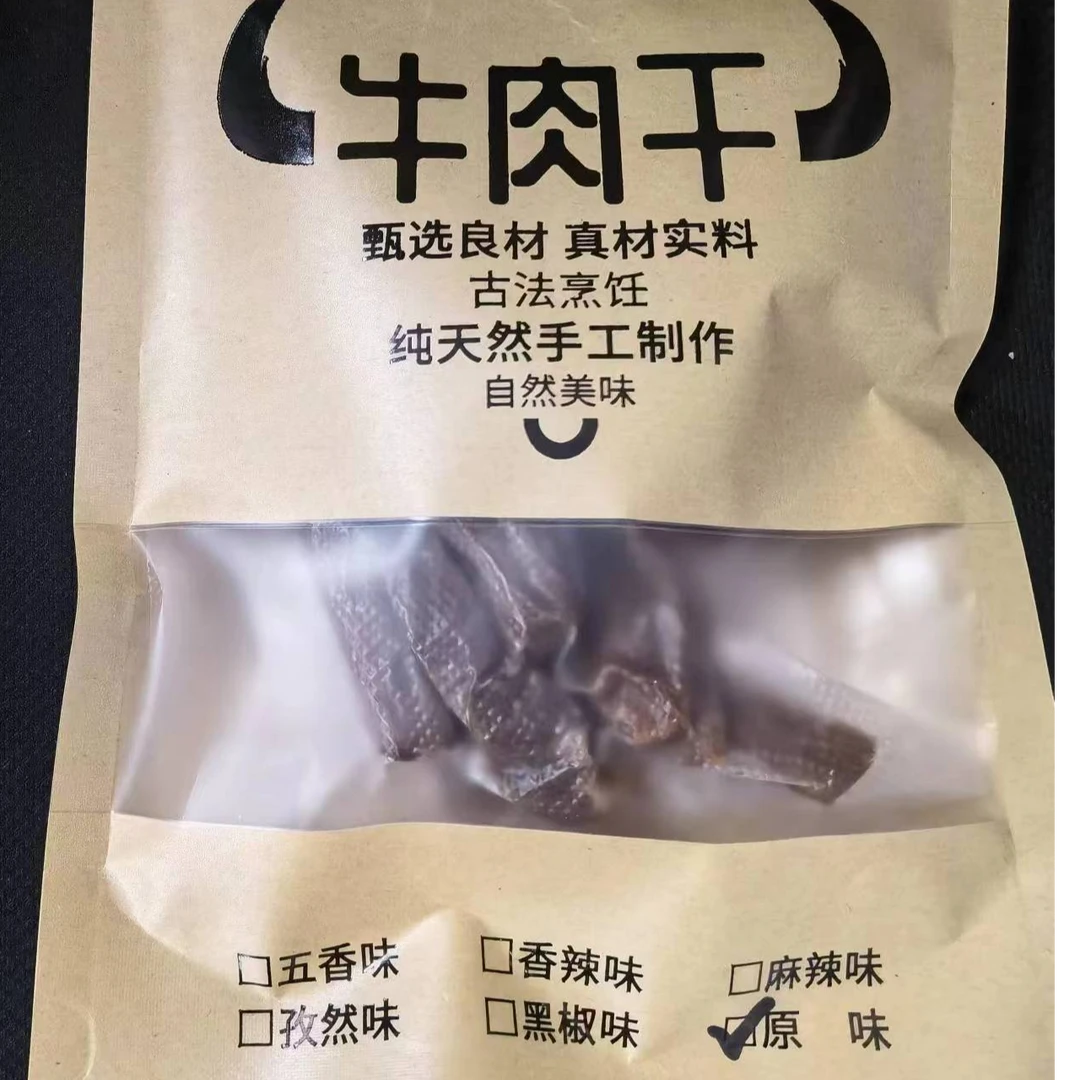 牛肉干
甄选良材 真材实料
古法烹饪
纯天然手工制作
自然美味
□五香味 □香辣味 □麻辣味
□孜然味 □黑椒味 ☑原 味